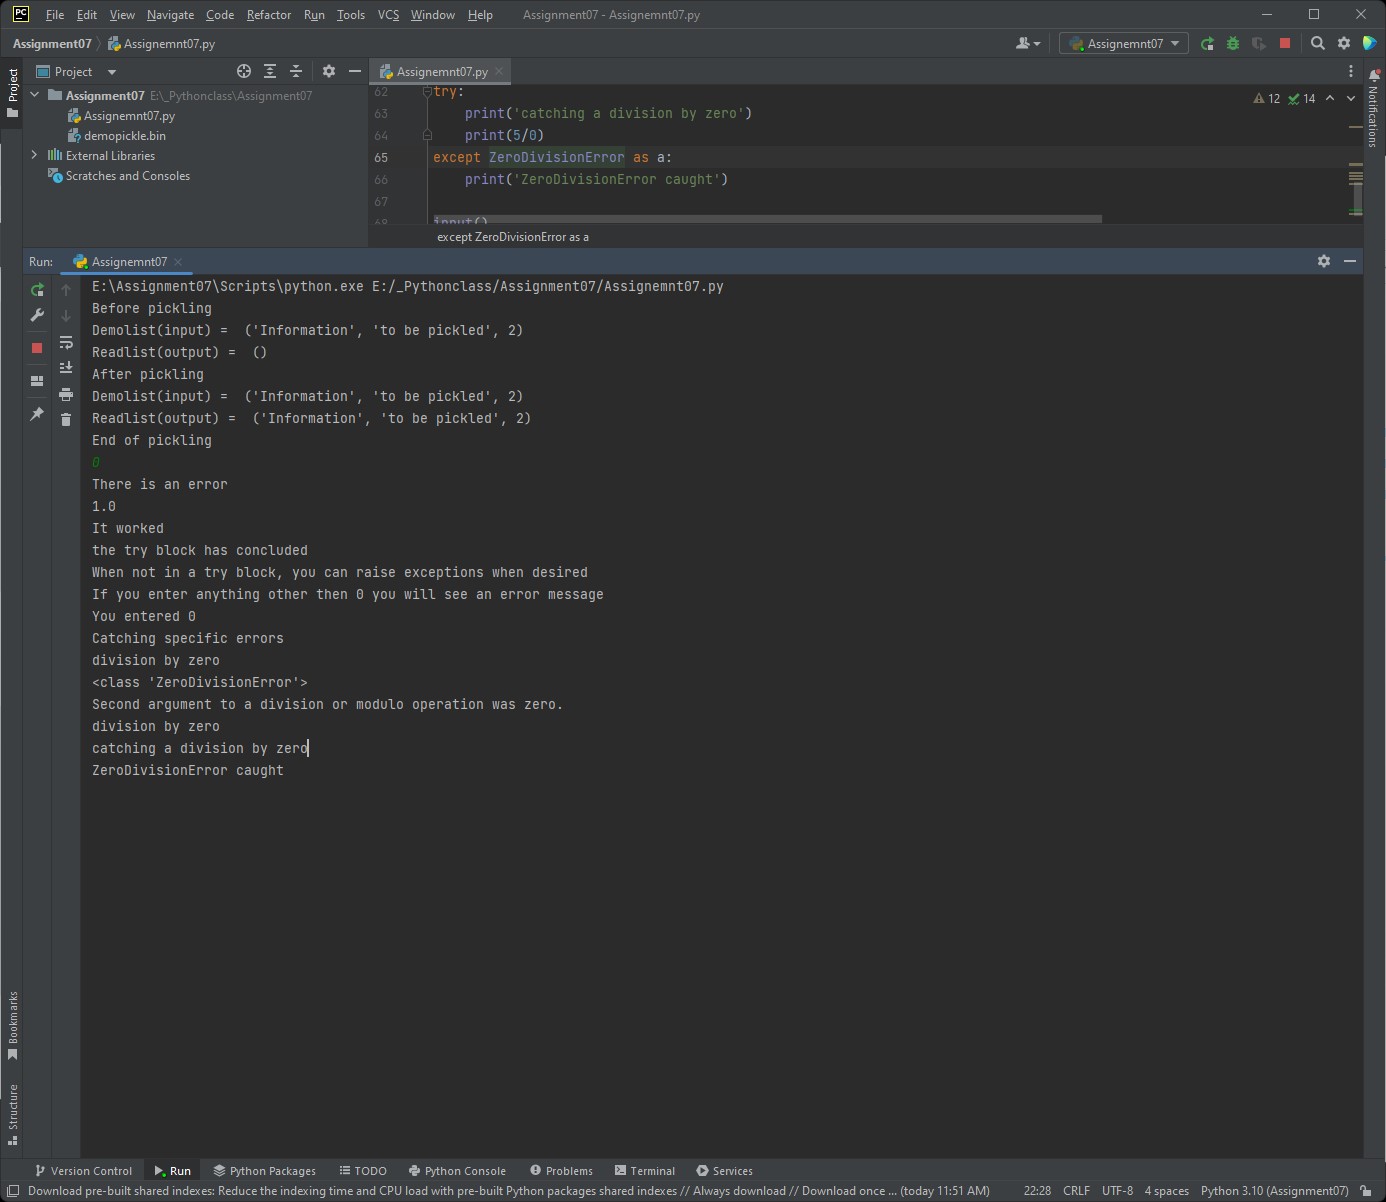 PC File Edit View Navigate Code Refactor Run Tools VCS Window Help Assignment07 - Assignemnt07.py
Assignment07 Assignemnt07.py Assignemnt07
Project Assignemnt07.py
Project
Assignment07 E:\_Pythonclass\Assignment07
Assignemnt07.py
demopickle.bin
External Libraries
Scratches and Consoles
62 try:
12 14
63 print('catching a division by zero')
64 print(5/0)
65 except ZeroDivisionError as a:
66 print('ZeroDivisionError caught')
67
68 input()
except ZeroDivisionError as a
Notifications
Run: Assignemnt07
E:\Assignment07\Scripts\python.exe E:/_Pythonclass/Assignment07/Assignemnt07.py
Before pickling
Demolist(input) =  ('Information', 'to be pickled', 2)
Readlist(output) =  ()
After pickling
Demolist(input) =  ('Information', 'to be pickled', 2)
Readlist(output) =  ('Information', 'to be pickled', 2)
End of pickling
0
There is an error
1.0
It worked
the try block has concluded
When not in a try block, you can raise exceptions when desired
If you enter anything other then 0 you will see an error message
You entered 0
Catching specific errors
division by zero
<class 'ZeroDivisionError'>
Second argument to a division or modulo operation was zero.
division by zero
catching a division by zero
ZeroDivisionError caught
Bookmarks
Structure
Version Control Run Python Packages TODO Python Console Problems Terminal Services
Download pre-built shared indexes: Reduce the indexing time and CPU load with pre-built Python packages shared indexes // Always download // Download once ... (today 11:51 AM) 22:28 CRLF UTF-8 4 spaces Python 3.10 (Assignment07)